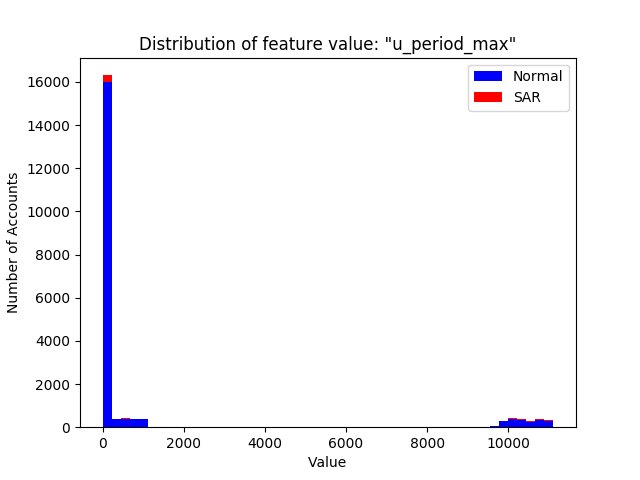 Distribution of feature value: "u_period_max"
Normal
SAR
16000
14000
12000
10000
8000
6000
4000
2000
0
Number of Accounts
0 2000 4000 6000 8000 10000
Value